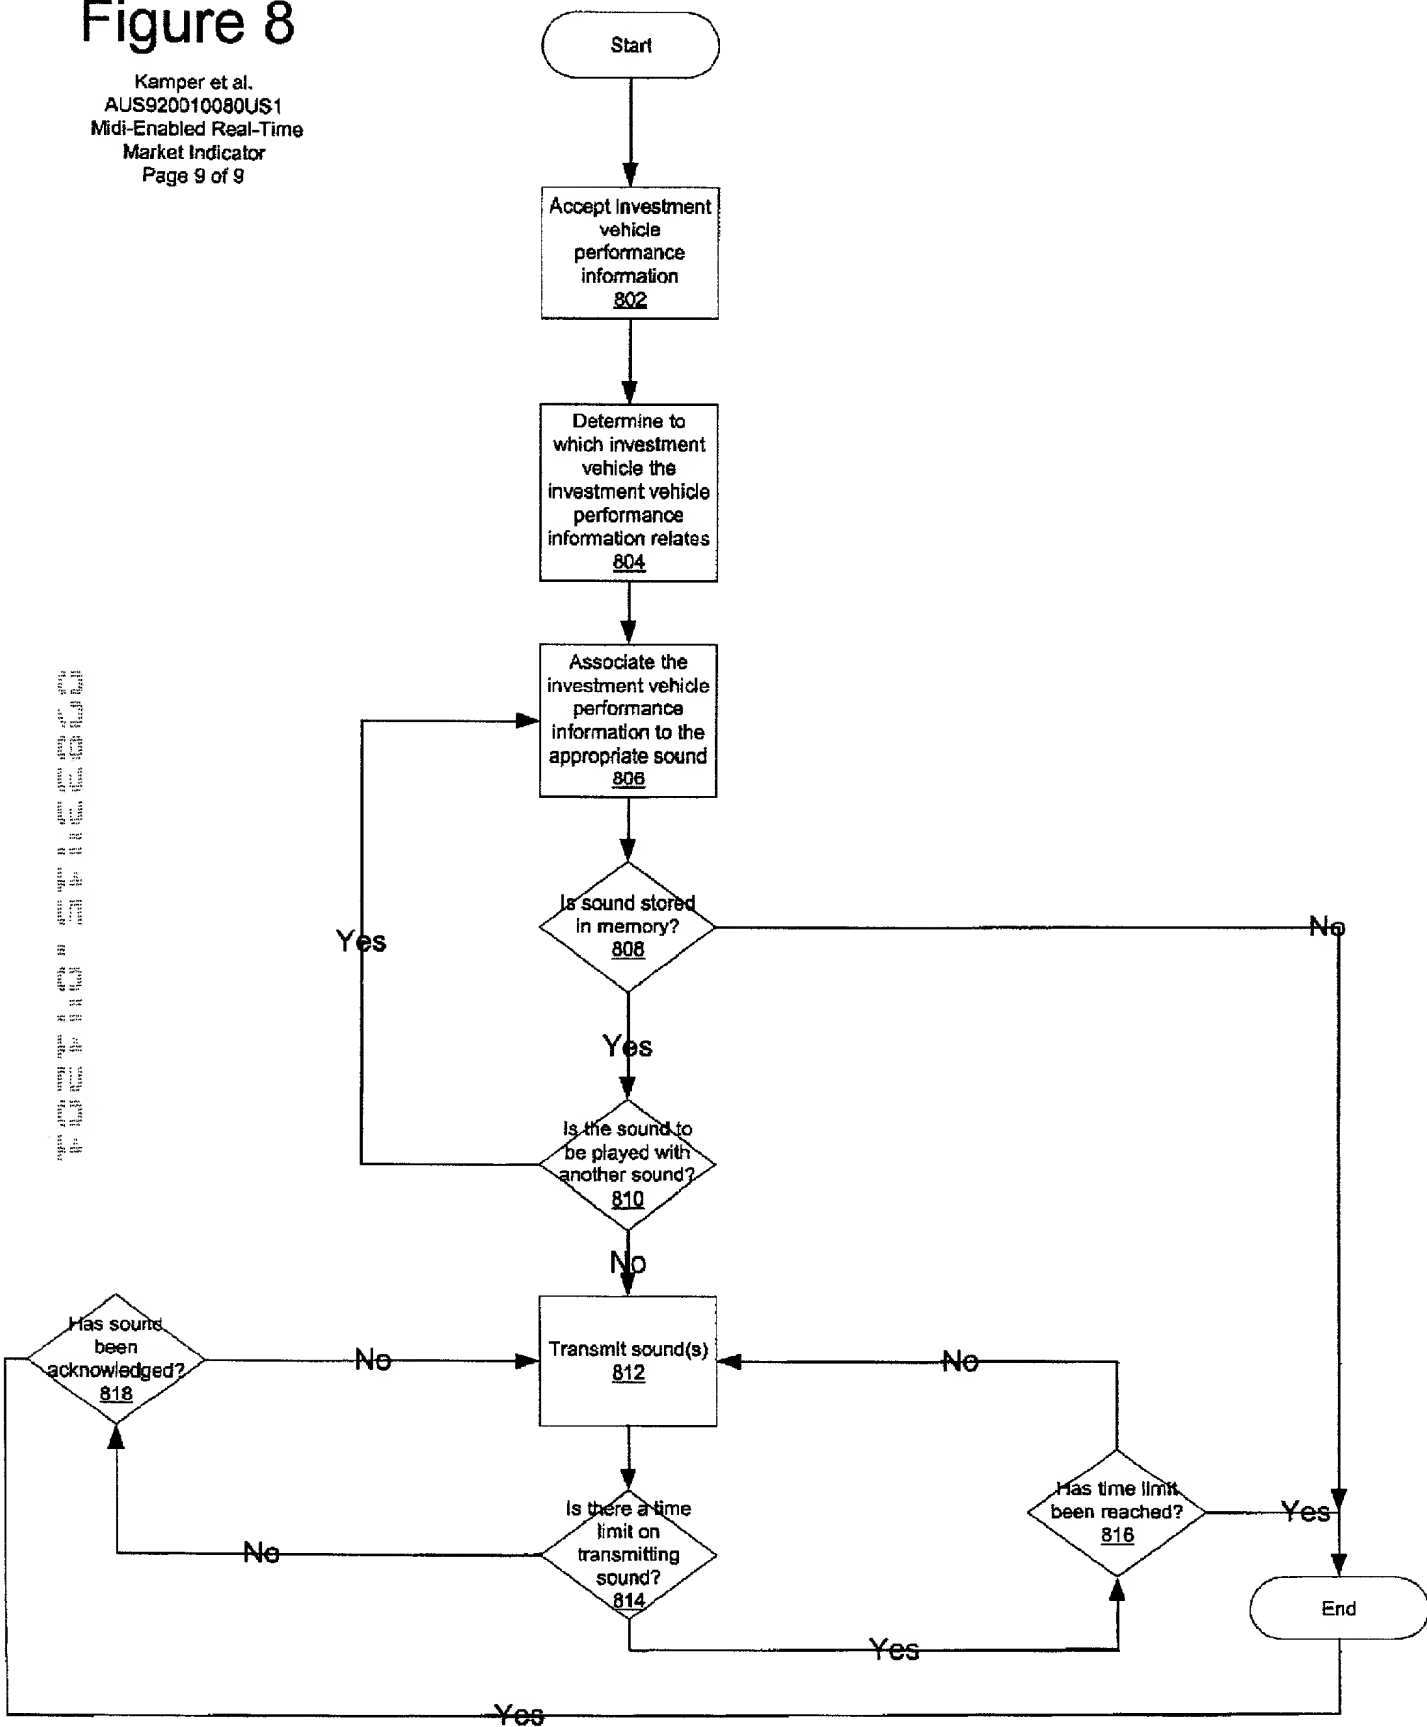 Figure 8
Kamper et al.
AUS920010080US1
Midi-Enabled Real-Time
Market Indicator
Page 9 of 9
Start
Accept investment
vehicle
performance
information
802
Determine to
which investment
vehicle the
investment vehicle
performance
information relates
804
Associate the
investment vehicle
performance
information to the
appropriate sound
806
Is sound stored
in memory?
808
No
Yes
Yes
Is the sound to
be played with
another sound?
810
No
Has sound
been
acknowledged?
818
No
Transmit sound(s)
812
No
Has time limit
been reached?
816
Yes
Is there a time
limit on
transmitting
sound?
814
No
Yes
End
Yes